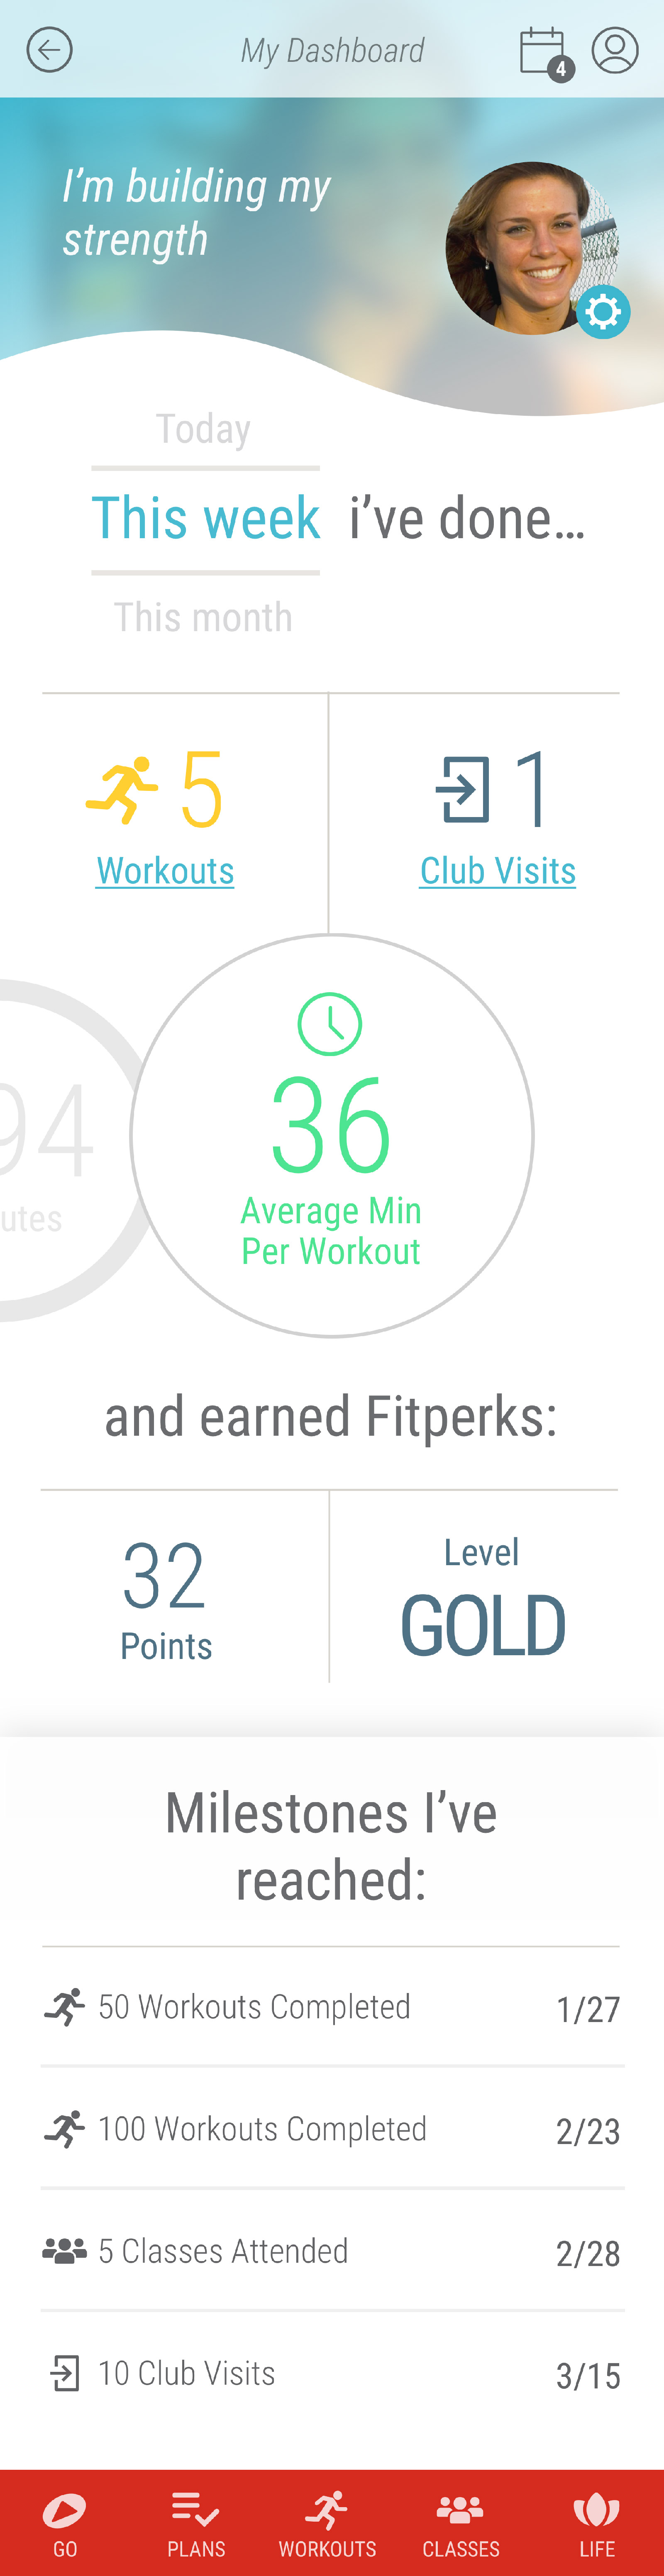 My Dashboard
4
I'm building my
strength
Today
This week i've done...
This month
5
1
Workouts
Club Visits
94
utes
36
Average Min
Per Workout
and earned Fitperks:
32
Points
Level
GOLD
Milestones I've
reached:
50 Workouts Completed 1/27
100 Workouts Completed 2/23
5 Classes Attended 2/28
10 Club Visits 3/15
GO
PLANS
WORKOUTS
CLASSES
LIFE